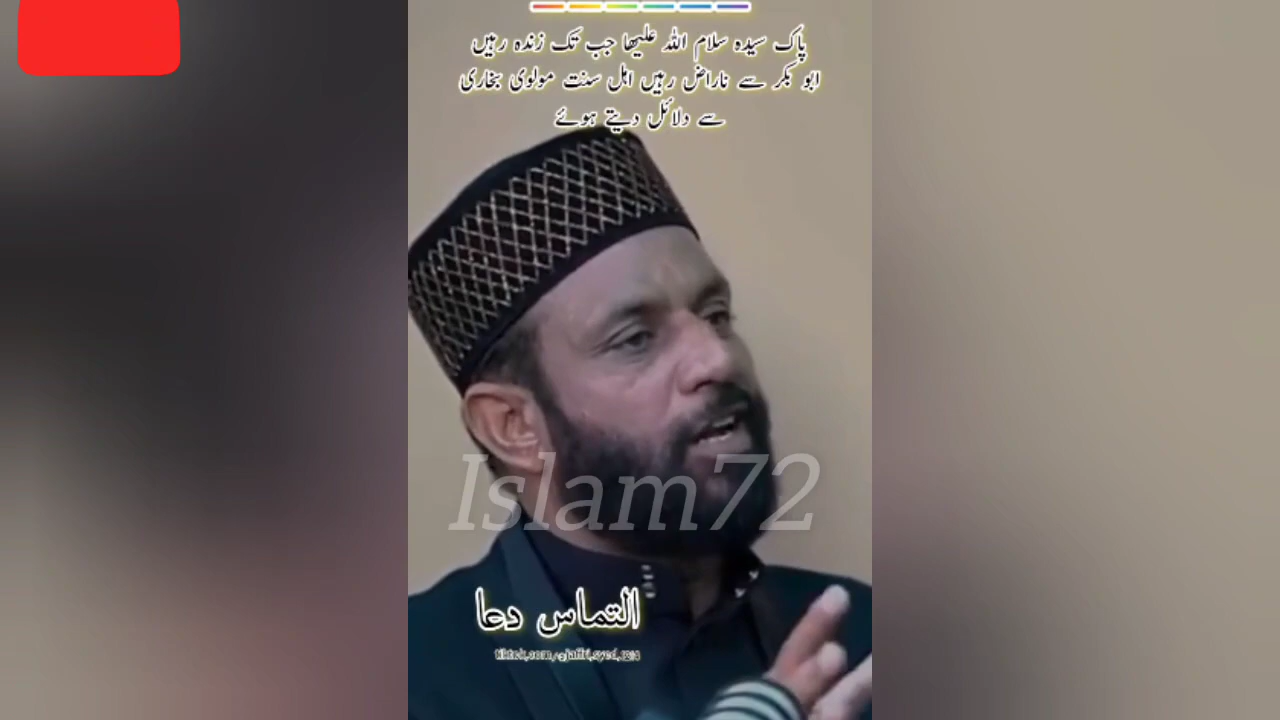 پاک سیدہ سلام اللہ علیھا جب تک زندہ رہیں
ابو بکر سے ناراض رہیں اہل سنت مولوی بخاری
سے دلائل دیتے ہوئے
Islam72
التماس دعا